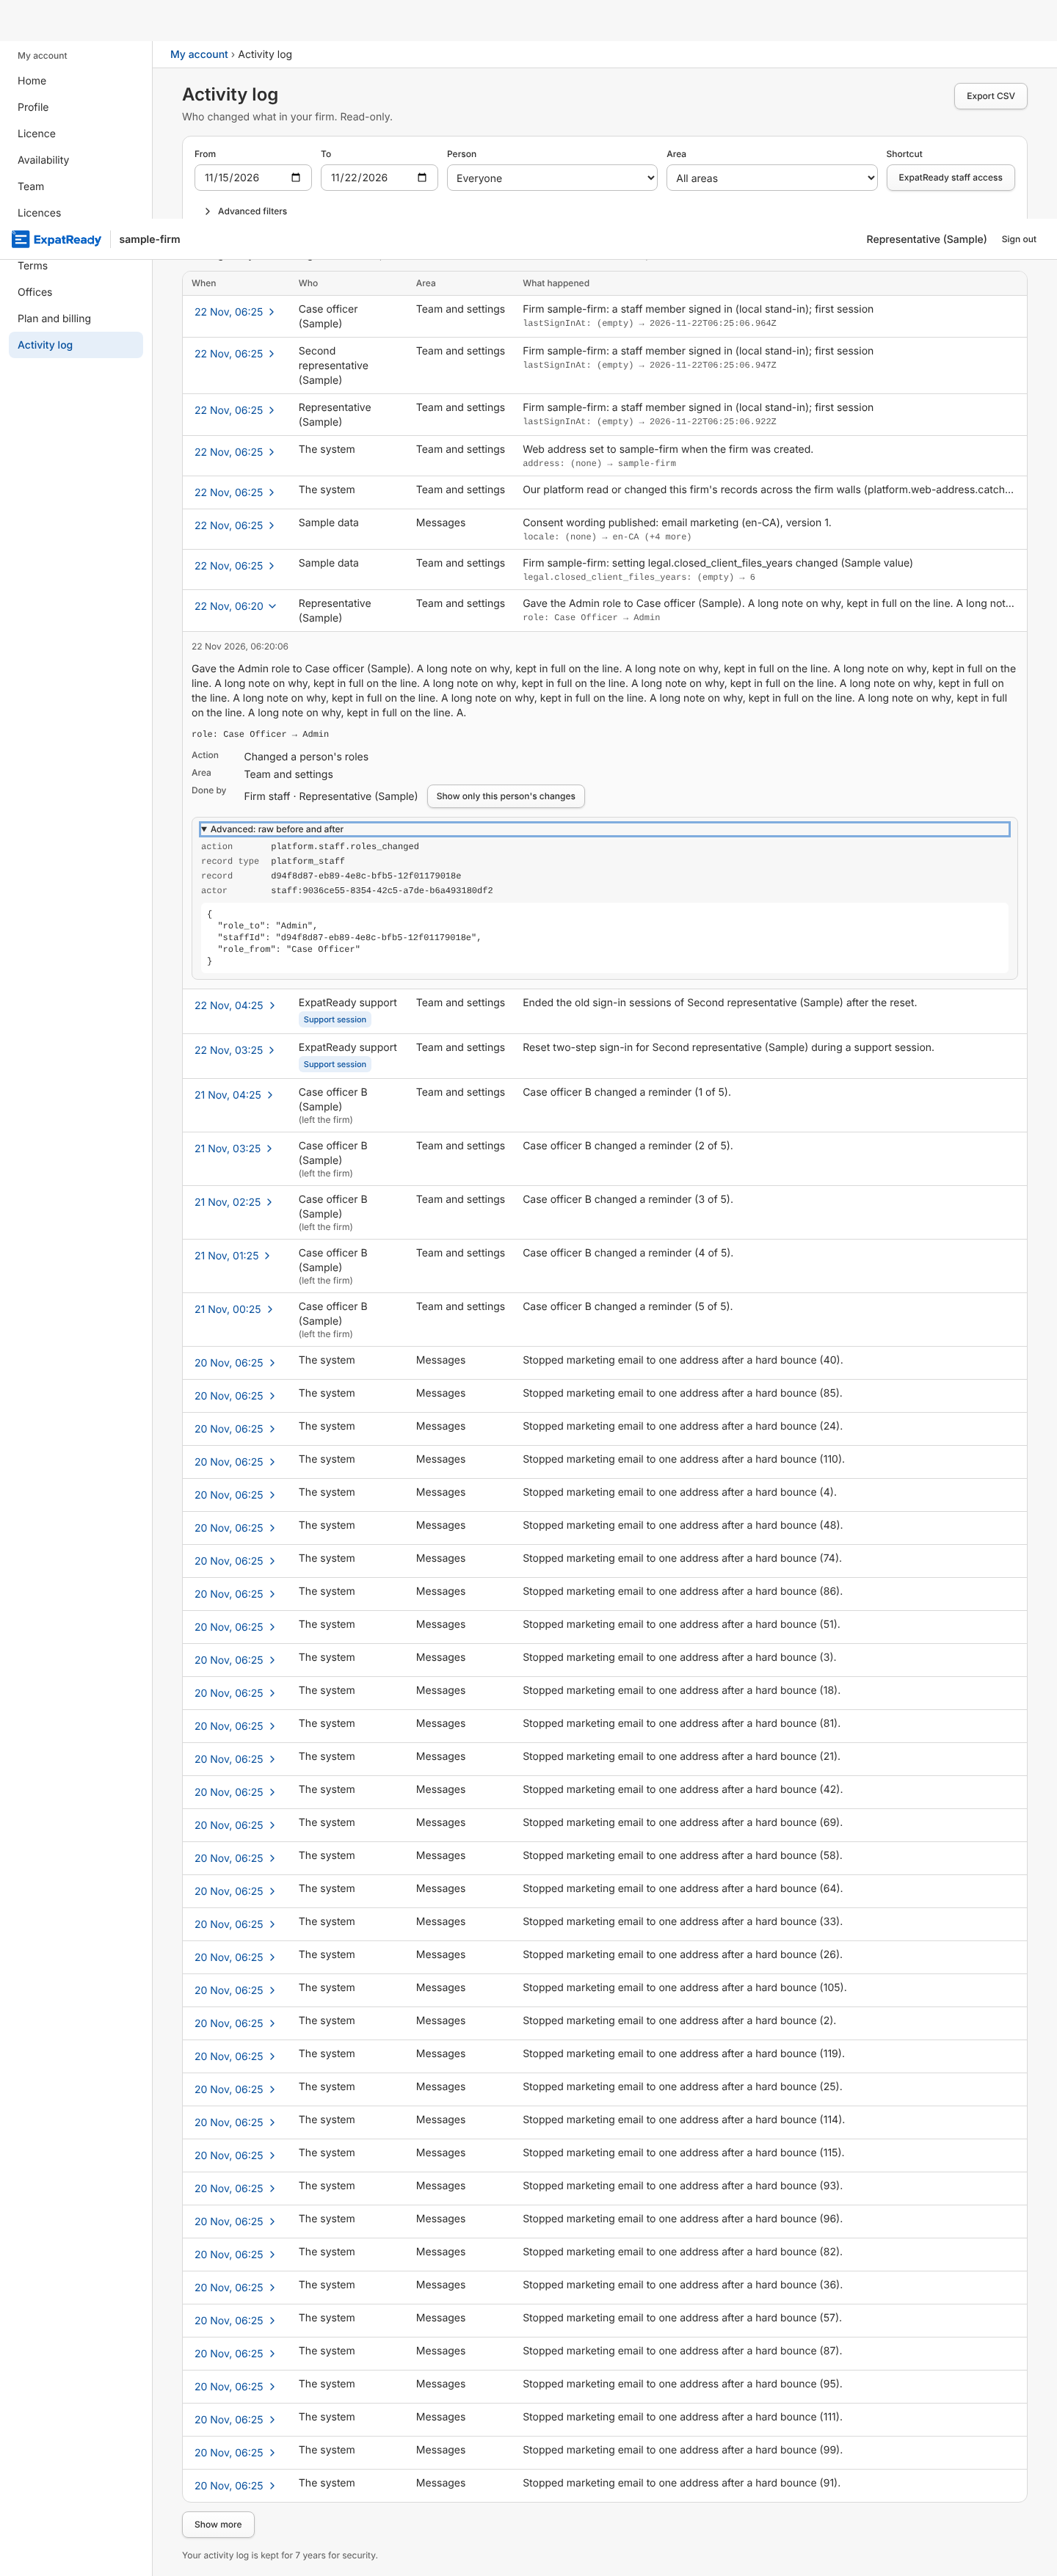 My account
Home
Profile
Licence
Availability
Team
Licences
Terms
Offices
Plan and billing
Activity log
My account › Activity log
Activity log
Export CSV
Who changed what in your firm. Read-only.
From
To
Person
Area
Shortcut
11/15/2026
11/22/2026
Everyone
All areas
ExpatReady staff access
Advanced filters
ExpatReady
sample-firm
Representative (Sample)
Sign out
When Who Area What happened
22 Nov, 06:25 Case officer (Sample) Team and settings Firm sample-firm: a staff member signed in (local stand-in); first session
lastSignInAt: (empty) → 2026-11-22T06:25:06.964Z
22 Nov, 06:25 Second representative (Sample) Team and settings Firm sample-firm: a staff member signed in (local stand-in); first session
lastSignInAt: (empty) → 2026-11-22T06:25:06.947Z
22 Nov, 06:25 Representative (Sample) Team and settings Firm sample-firm: a staff member signed in (local stand-in); first session
lastSignInAt: (empty) → 2026-11-22T06:25:06.922Z
22 Nov, 06:25 The system Team and settings Web address set to sample-firm when the firm was created.
address: (none) → sample-firm
22 Nov, 06:25 The system Team and settings Our platform read or changed this firm's records across the firm walls (platform.web-address.catch...
22 Nov, 06:25 Sample data Messages Consent wording published: email marketing (en-CA), version 1.
locale: (none) → en-CA (+4 more)
22 Nov, 06:25 Sample data Team and settings Firm sample-firm: setting legal.closed_client_files_years changed (Sample value)
legal.closed_client_files_years: (empty) → 6
22 Nov, 06:20 Representative (Sample) Team and settings Gave the Admin role to Case officer (Sample). A long note on why, kept in full on the line. A long not...
role: Case Officer → Admin
22 Nov 2026, 06:20:06
Gave the Admin role to Case officer (Sample). A long note on why, kept in full on the line. A long note on why, kept in full on the line. A long note on why, kept in full on the
line. A long note on why, kept in full on the line. A long note on why, kept in full on the line. A long note on why, kept in full on the line. A long note on why, kept in full on
the line. A long note on why, kept in full on the line. A long note on why, kept in full on the line. A long note on why, kept in full on the line. A long note on why, kept in full
on the line. A long note on why, kept in full on the line. A.
role: Case Officer → Admin
Action Changed a person's roles
Area Team and settings
Done by Firm staff · Representative (Sample) Show only this person's changes
Advanced: raw before and after
action platform.staff.roles_changed
record type platform_staff
record d94f8d87-eb89-4e8c-bfb5-12f01179018e
actor staff:9036ce55-8354-42c5-a7de-b6a493180df2
{
"role_to": "Admin",
"staffId": "d94f8d87-eb89-4e8c-bfb5-12f01179018e",
"role_from": "Case Officer"
}
22 Nov, 04:25 ExpatReady support Team and settings Ended the old sign-in sessions of Second representative (Sample) after the reset.
Support session
22 Nov, 03:25 ExpatReady support Team and settings Reset two-step sign-in for Second representative (Sample) during a support session.
Support session
21 Nov, 04:25 Case officer B (Sample) Team and settings Case officer B changed a reminder (1 of 5).
(left the firm)
21 Nov, 03:25 Case officer B (Sample) Team and settings Case officer B changed a reminder (2 of 5).
(left the firm)
21 Nov, 02:25 Case officer B (Sample) Team and settings Case officer B changed a reminder (3 of 5).
(left the firm)
21 Nov, 01:25 Case officer B (Sample) Team and settings Case officer B changed a reminder (4 of 5).
(left the firm)
21 Nov, 00:25 Case officer B (Sample) Team and settings Case officer B changed a reminder (5 of 5).
(left the firm)
20 Nov, 06:25 The system Messages Stopped marketing email to one address after a hard bounce (40).
20 Nov, 06:25 The system Messages Stopped marketing email to one address after a hard bounce (85).
20 Nov, 06:25 The system Messages Stopped marketing email to one address after a hard bounce (24).
20 Nov, 06:25 The system Messages Stopped marketing email to one address after a hard bounce (110).
20 Nov, 06:25 The system Messages Stopped marketing email to one address after a hard bounce (4).
20 Nov, 06:25 The system Messages Stopped marketing email to one address after a hard bounce (48).
20 Nov, 06:25 The system Messages Stopped marketing email to one address after a hard bounce (74).
20 Nov, 06:25 The system Messages Stopped marketing email to one address after a hard bounce (86).
20 Nov, 06:25 The system Messages Stopped marketing email to one address after a hard bounce (51).
20 Nov, 06:25 The system Messages Stopped marketing email to one address after a hard bounce (3).
20 Nov, 06:25 The system Messages Stopped marketing email to one address after a hard bounce (18).
20 Nov, 06:25 The system Messages Stopped marketing email to one address after a hard bounce (81).
20 Nov, 06:25 The system Messages Stopped marketing email to one address after a hard bounce (21).
20 Nov, 06:25 The system Messages Stopped marketing email to one address after a hard bounce (42).
20 Nov, 06:25 The system Messages Stopped marketing email to one address after a hard bounce (69).
20 Nov, 06:25 The system Messages Stopped marketing email to one address after a hard bounce (58).
20 Nov, 06:25 The system Messages Stopped marketing email to one address after a hard bounce (64).
20 Nov, 06:25 The system Messages Stopped marketing email to one address after a hard bounce (33).
20 Nov, 06:25 The system Messages Stopped marketing email to one address after a hard bounce (26).
20 Nov, 06:25 The system Messages Stopped marketing email to one address after a hard bounce (105).
20 Nov, 06:25 The system Messages Stopped marketing email to one address after a hard bounce (2).
20 Nov, 06:25 The system Messages Stopped marketing email to one address after a hard bounce (119).
20 Nov, 06:25 The system Messages Stopped marketing email to one address after a hard bounce (25).
20 Nov, 06:25 The system Messages Stopped marketing email to one address after a hard bounce (114).
20 Nov, 06:25 The system Messages Stopped marketing email to one address after a hard bounce (115).
20 Nov, 06:25 The system Messages Stopped marketing email to one address after a hard bounce (93).
20 Nov, 06:25 The system Messages Stopped marketing email to one address after a hard bounce (96).
20 Nov, 06:25 The system Messages Stopped marketing email to one address after a hard bounce (82).
20 Nov, 06:25 The system Messages Stopped marketing email to one address after a hard bounce (36).
20 Nov, 06:25 The system Messages Stopped marketing email to one address after a hard bounce (57).
20 Nov, 06:25 The system Messages Stopped marketing email to one address after a hard bounce (87).
20 Nov, 06:25 The system Messages Stopped marketing email to one address after a hard bounce (95).
20 Nov, 06:25 The system Messages Stopped marketing email to one address after a hard bounce (111).
20 Nov, 06:25 The system Messages Stopped marketing email to one address after a hard bounce (99).
20 Nov, 06:25 The system Messages Stopped marketing email to one address after a hard bounce (91).
Show more
Your activity log is kept for 7 years for security.